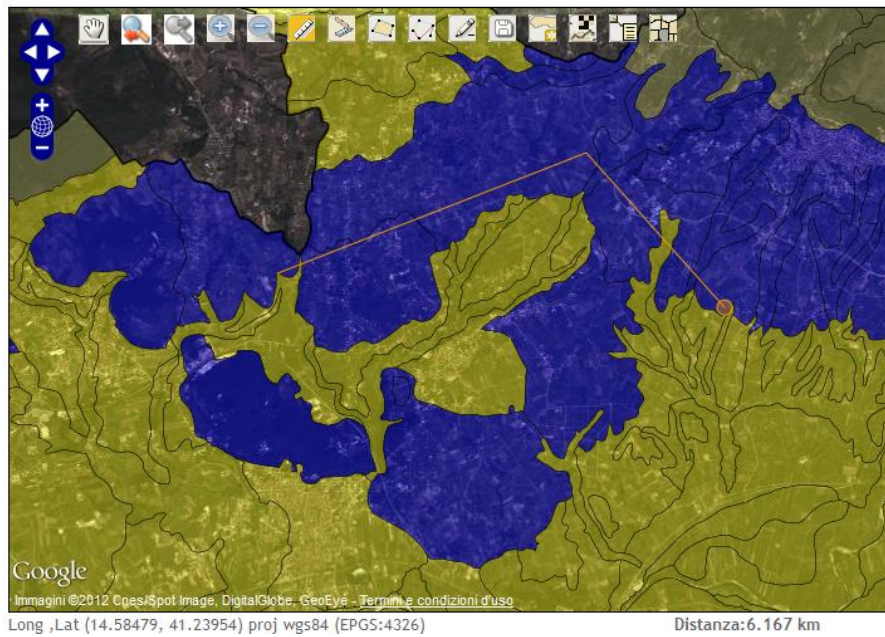 Google
Immagini ©2012 Cnes/Spot Image, DigitalGlobe, GeoEye - Termini e condizioni d'uso
Long ,Lat (14.58479, 41.23954) proj wgs84 (EPGS:4326) Distanza:6.167 km